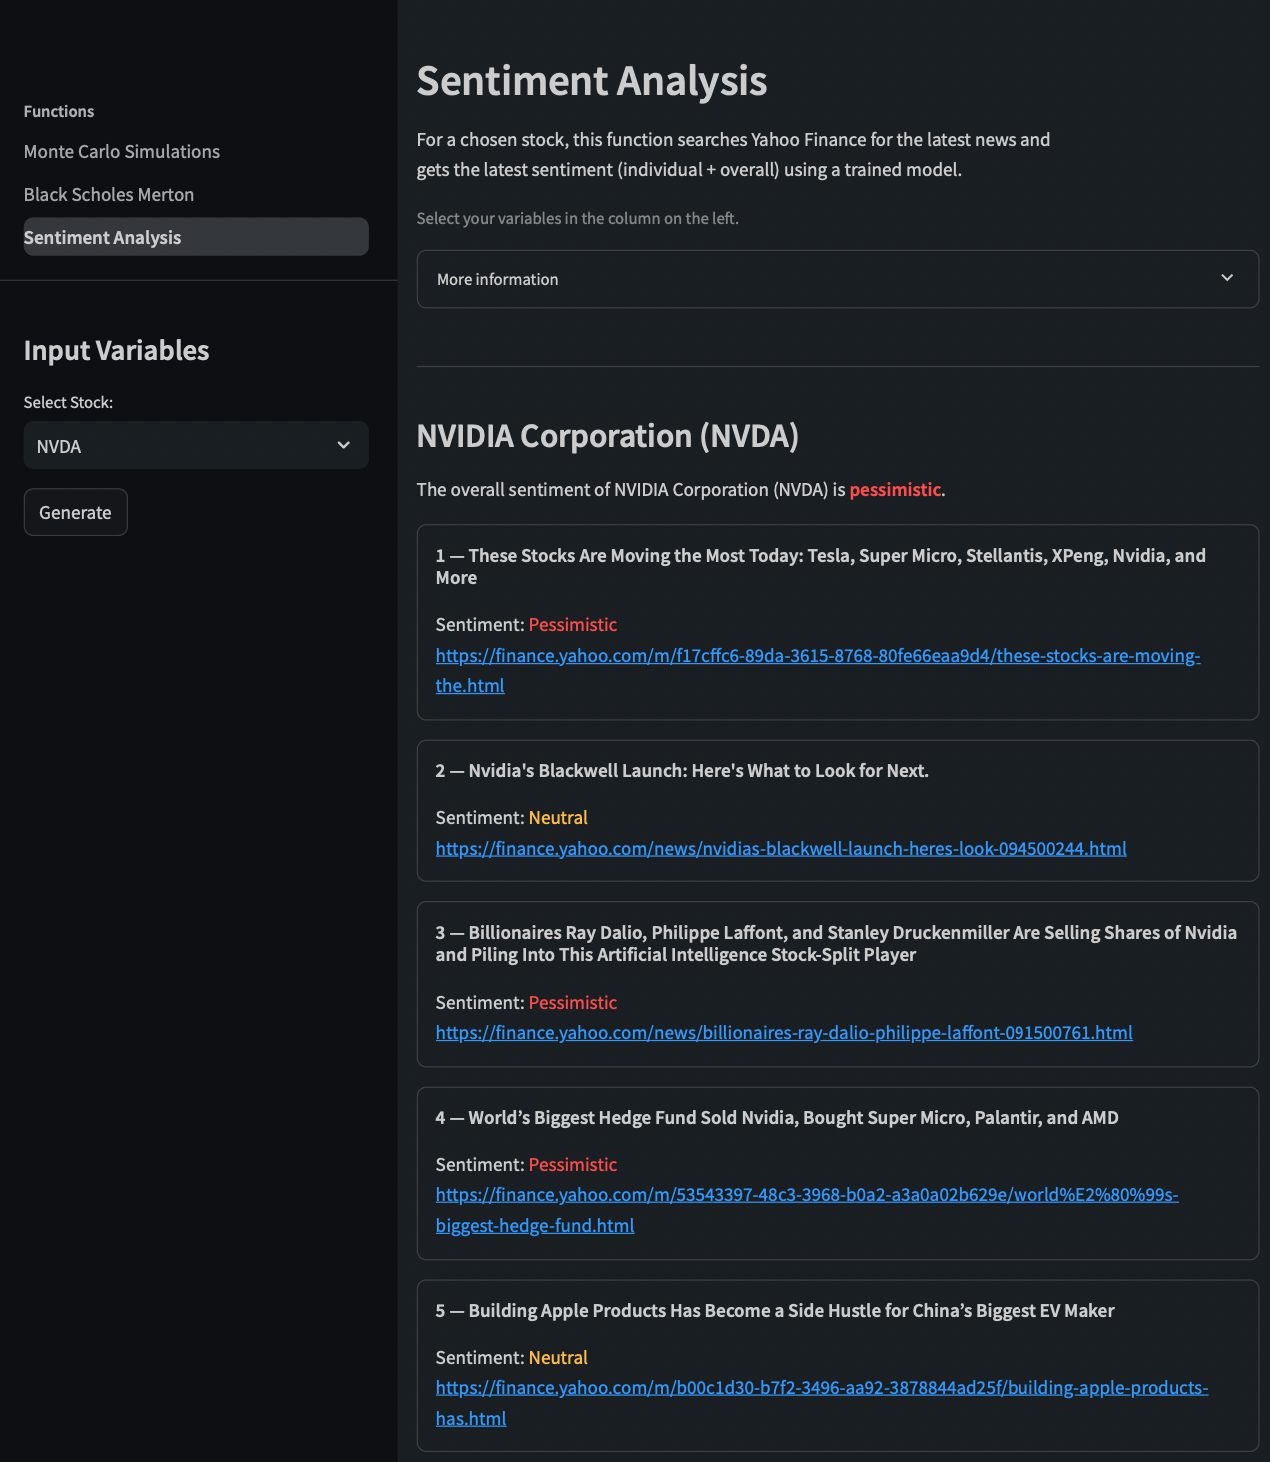 Functions
Monte Carlo Simulations
Black Scholes Merton
Sentiment Analysis
Input Variables
Select Stock:
NVDA
Generate
Sentiment Analysis
For a chosen stock, this function searches Yahoo Finance for the latest news and
gets the latest sentiment (individual + overall) using a trained model.
Select your variables in the column on the left.
More information
NVIDIA Corporation (NVDA)
The overall sentiment of NVIDIA Corporation (NVDA) is pessimistic.
1 — These Stocks Are Moving the Most Today: Tesla, Super Micro, Stellantis, XPeng, Nvidia, and
More
Sentiment: Pessimistic
https://finance.yahoo.com/m/f17cffc6-89da-3615-8768-80fe66eaa9d4/these-stocks-are-moving-
the.html
2 — Nvidia's Blackwell Launch: Here's What to Look for Next.
Sentiment: Neutral
https://finance.yahoo.com/news/nvidias-blackwell-launch-heres-look-094500244.html
3 — Billionaires Ray Dalio, Philippe Laffont, and Stanley Druckenmiller Are Selling Shares of Nvidia
and Piling Into This Artificial Intelligence Stock-Split Player
Sentiment: Pessimistic
https://finance.yahoo.com/news/billionaires-ray-dalio-philippe-laffont-091500761.html
4 — World’s Biggest Hedge Fund Sold Nvidia, Bought Super Micro, Palantir, and AMD
Sentiment: Pessimistic
https://finance.yahoo.com/m/53543397-48c3-3968-b0a2-a3a0a02b629e/world%E2%80%99s-
biggest-hedge-fund.html
5 — Building Apple Products Has Become a Side Hustle for China’s Biggest EV Maker
Sentiment: Neutral
https://finance.yahoo.com/m/b00c1d30-b7f2-3496-aa92-3878844ad25f/building-apple-products-
has.html